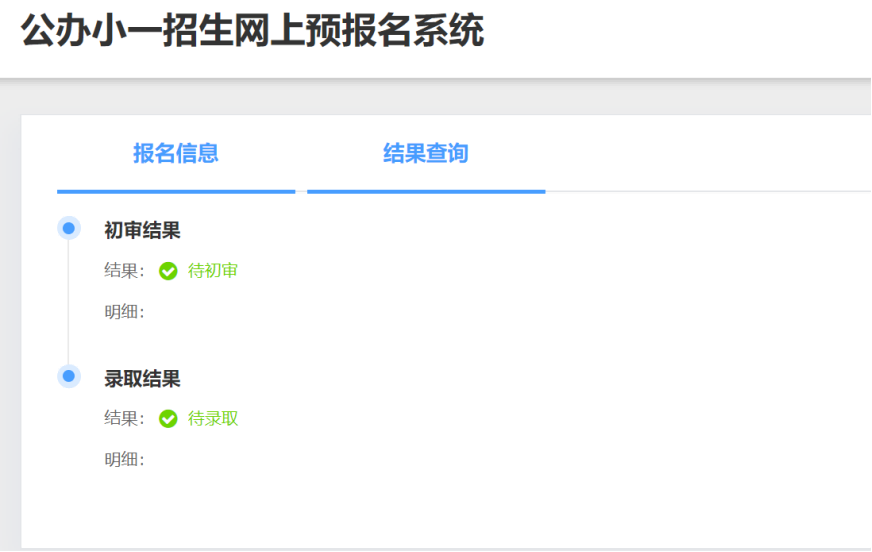 公办小一招生网上预报名系统
报名信息 结果查询
初审结果
结果： 待初审
明细：
录取结果
结果： 待录取
明细：